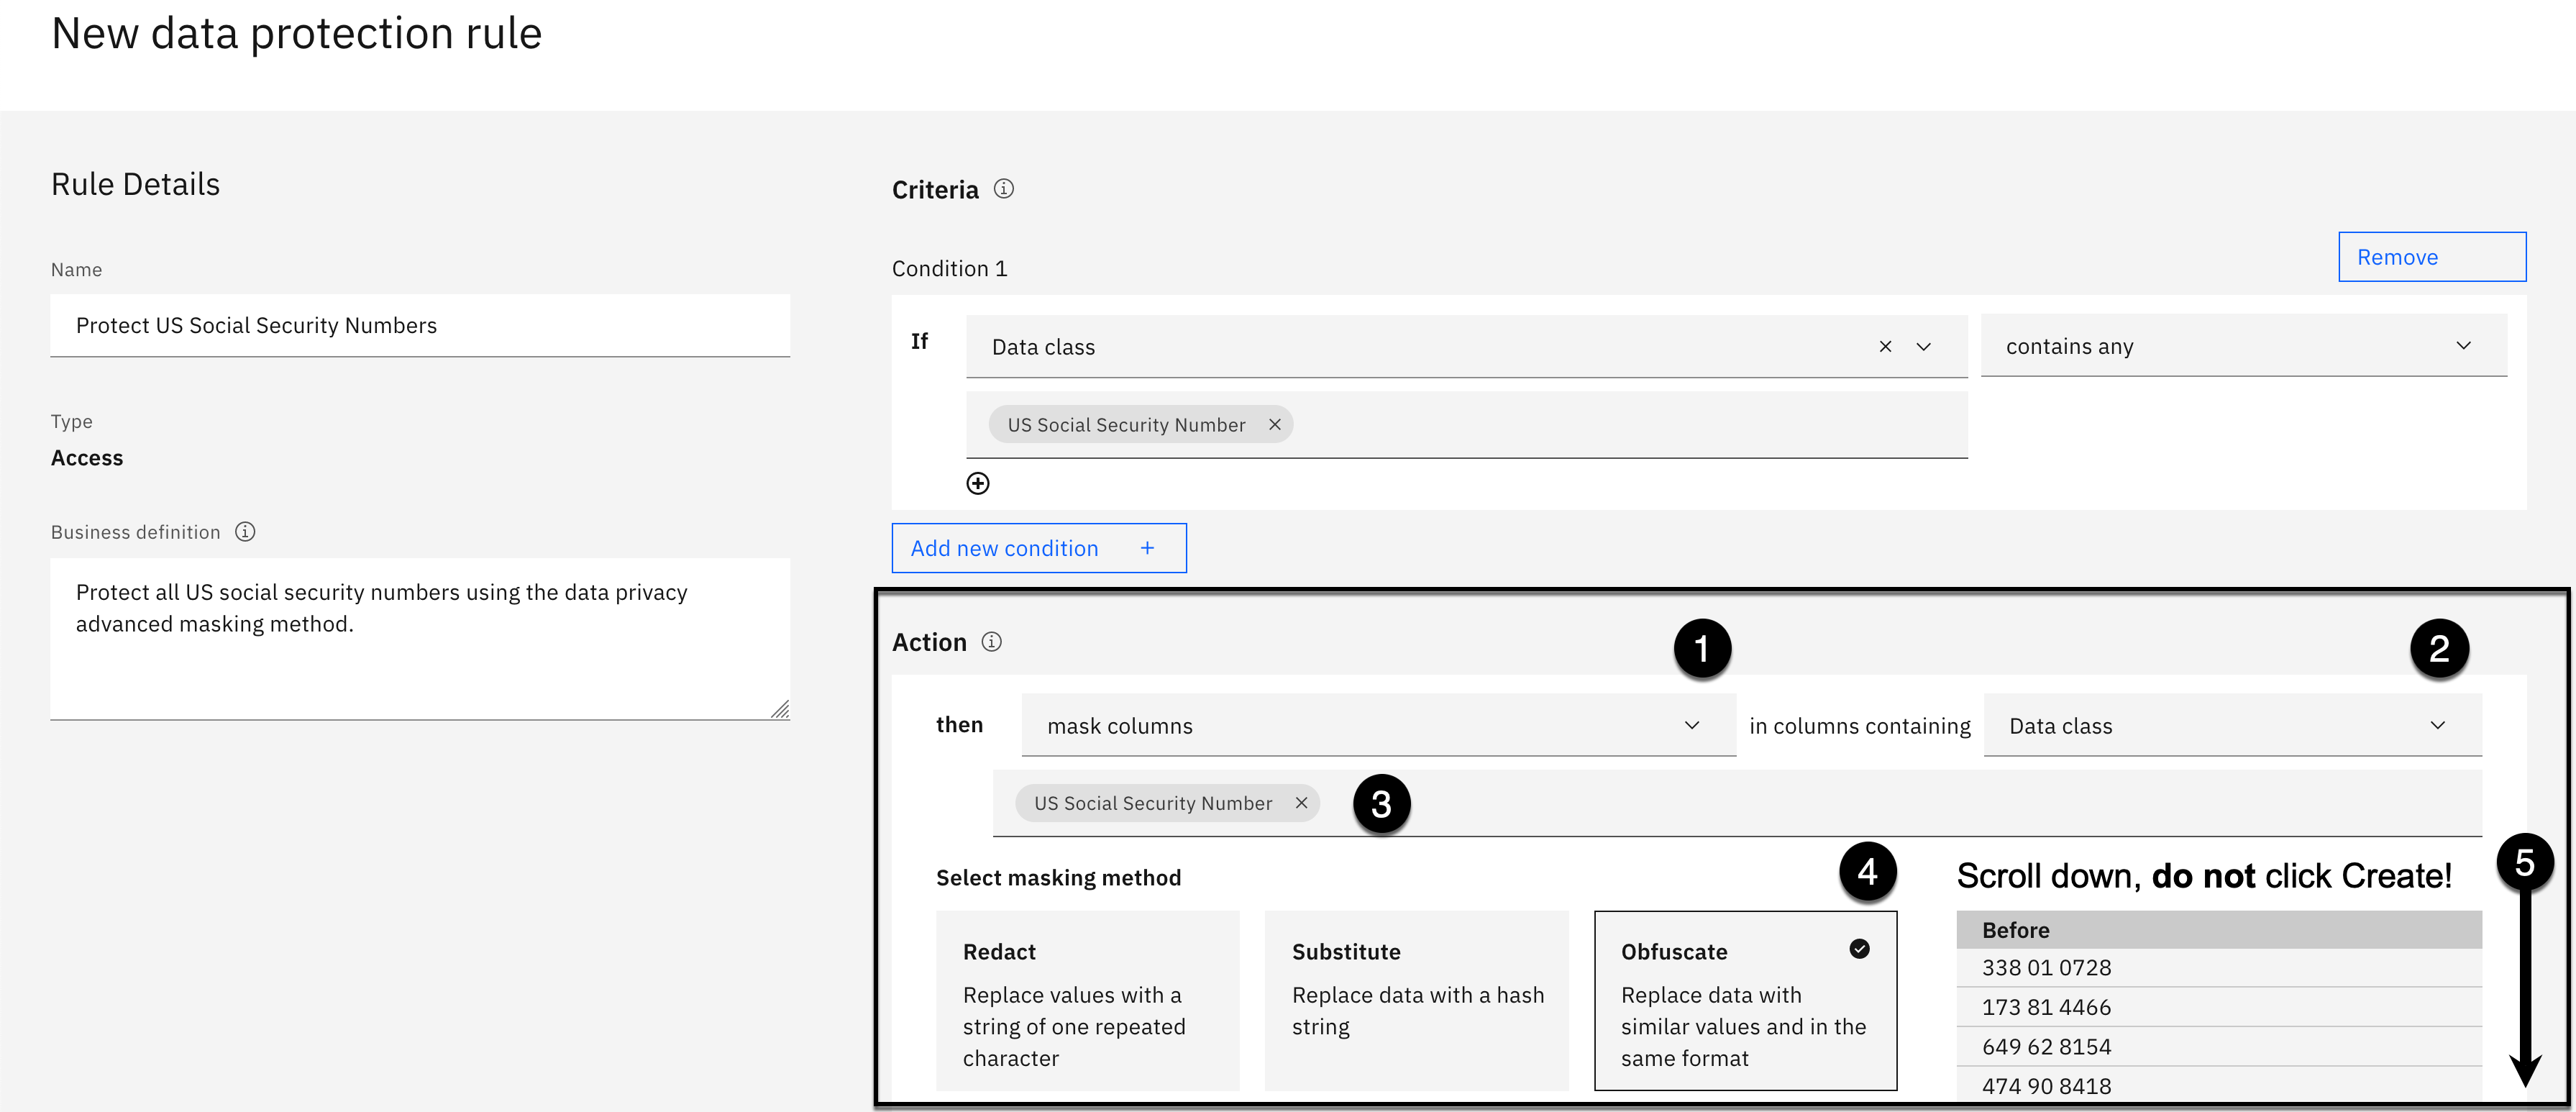 New data protection rule
Rule Details
Name
Protect US Social Security Numbers
Type
Access
Business definition
Protect all US social security numbers using the data privacy
advanced masking method.
Criteria
Condition 1
Remove
If
Data class
contains any
US Social Security Number
Add new condition +
Action
1
2
then
mask columns
in columns containing
Data class
US Social Security Number
3
Select masking method
4
Scroll down, do not click Create!
5
Redact
Replace values with a
string of one repeated
character
Substitute
Replace data with a hash
string
Obfuscate
Replace data with
similar values and in the
same format
Before
338 01 0728
173 81 4466
649 62 8154
474 90 8418